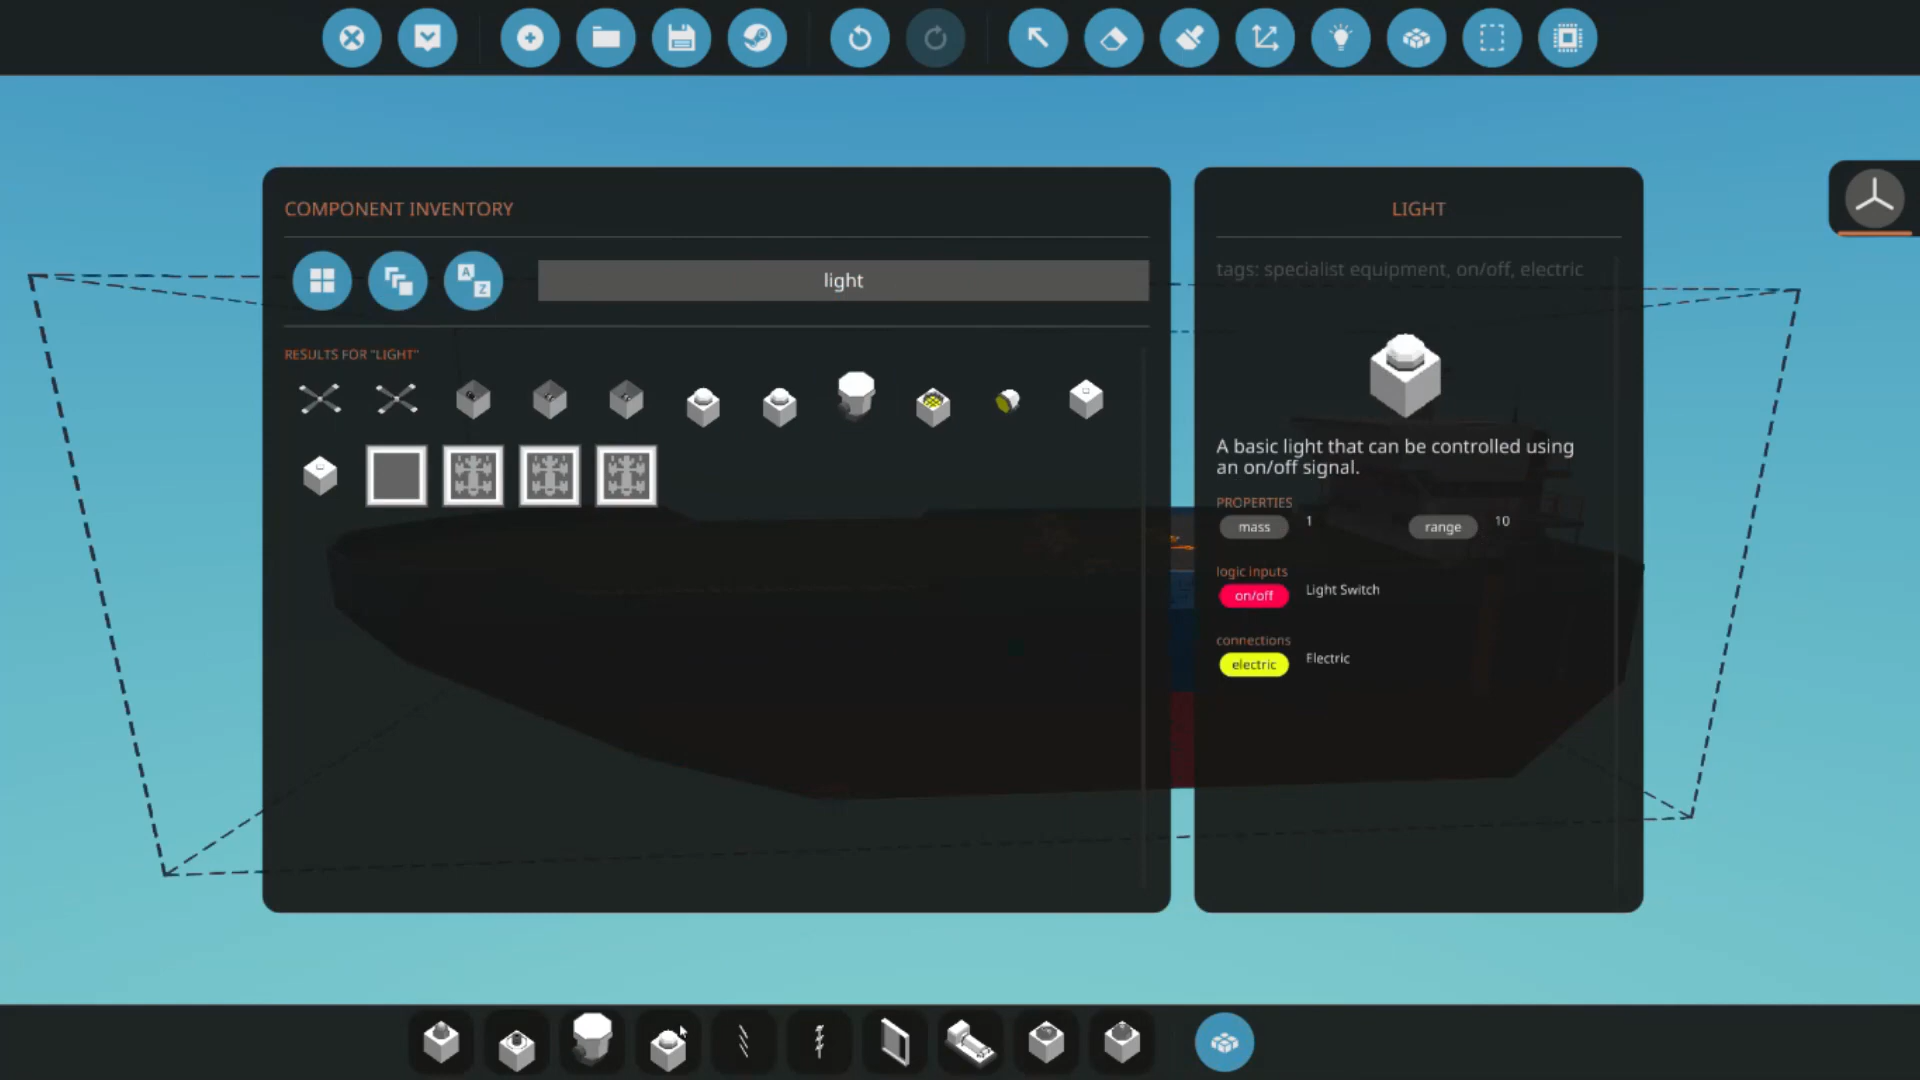 COMPONENT INVENTORY
A
Z
light
RESULTS FOR "LIGHT"
LIGHT
tags: specialist equipment, on/off, electric
A basic light that can be controlled using
an on/off signal.
PROPERTIES
mass 1 range 10
logic inputs
on/off Light Switch
connections
electric Electric